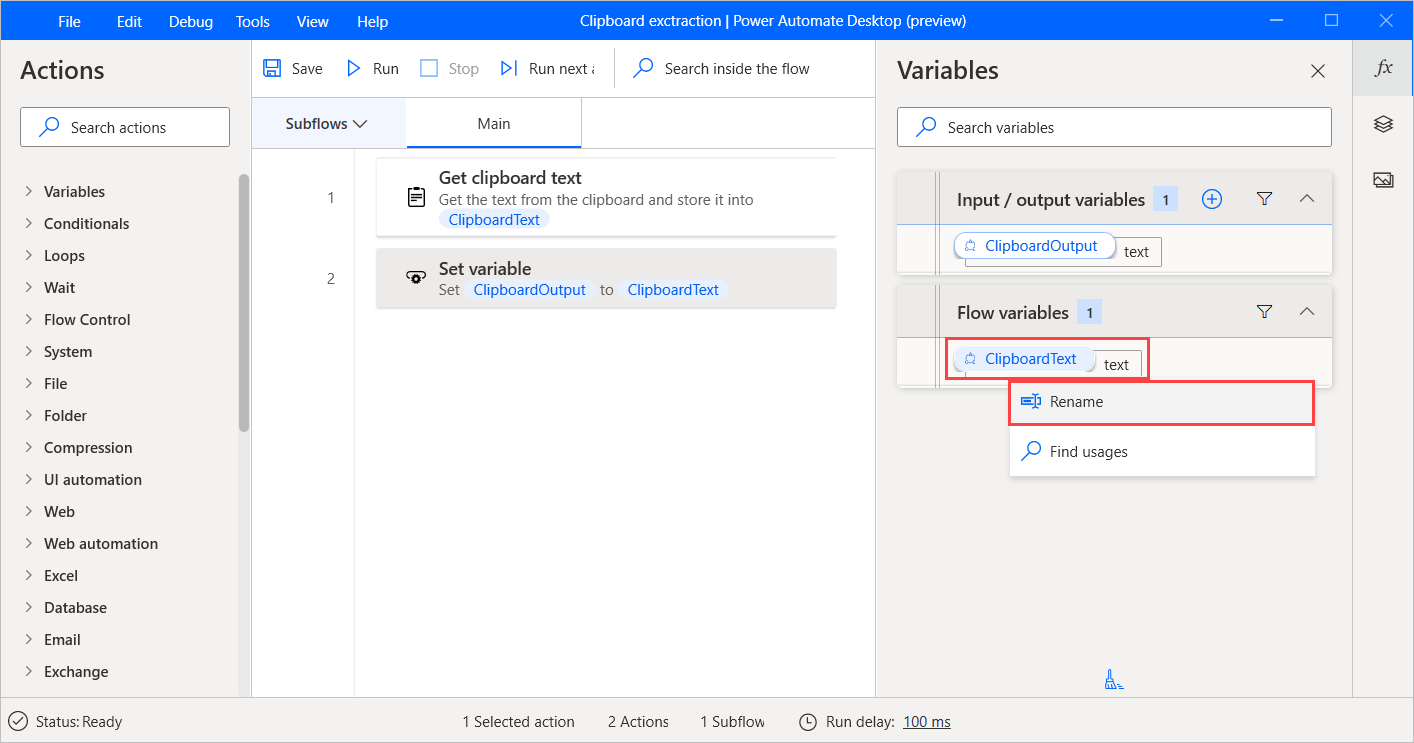 File Edit Debug Tools View Help Clipboard exctraction | Power Automate Desktop (preview)
Actions
Search actions
Variables
Conditionals
Loops
Wait
Flow Control
System
File
Folder
Compression
UI automation
Web
Web automation
Excel
Database
Email
Exchange
Save Run Stop Run next a Search inside the flow
Subflows Main
1 Get clipboard text
Get the text from the clipboard and store it into
ClipboardText
2 Set variable
Set ClipboardOutput to ClipboardText
Variables
fx
Search variables
Input / output variables 1
ClipboardOutput text
Flow variables 1
ClipboardText text
Rename
Find usages
Status: Ready 1 Selected action 2 Actions 1 Subflow Run delay: 100 ms